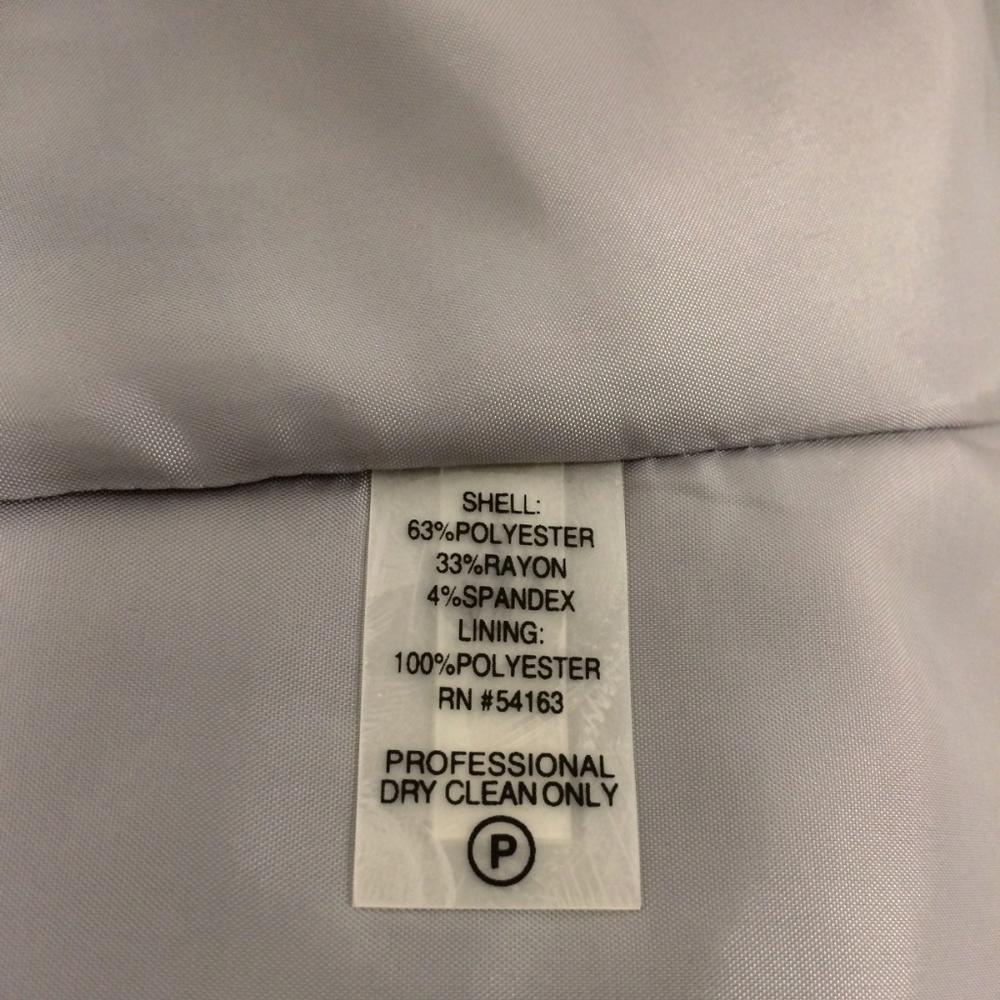 SHELL:
63%POLYESTER
33%RAYON
4%SPANDEX
LINING:
100%POLYESTER
RN #54163
PROFESSIONAL
DRY CLEAN ONLY
P